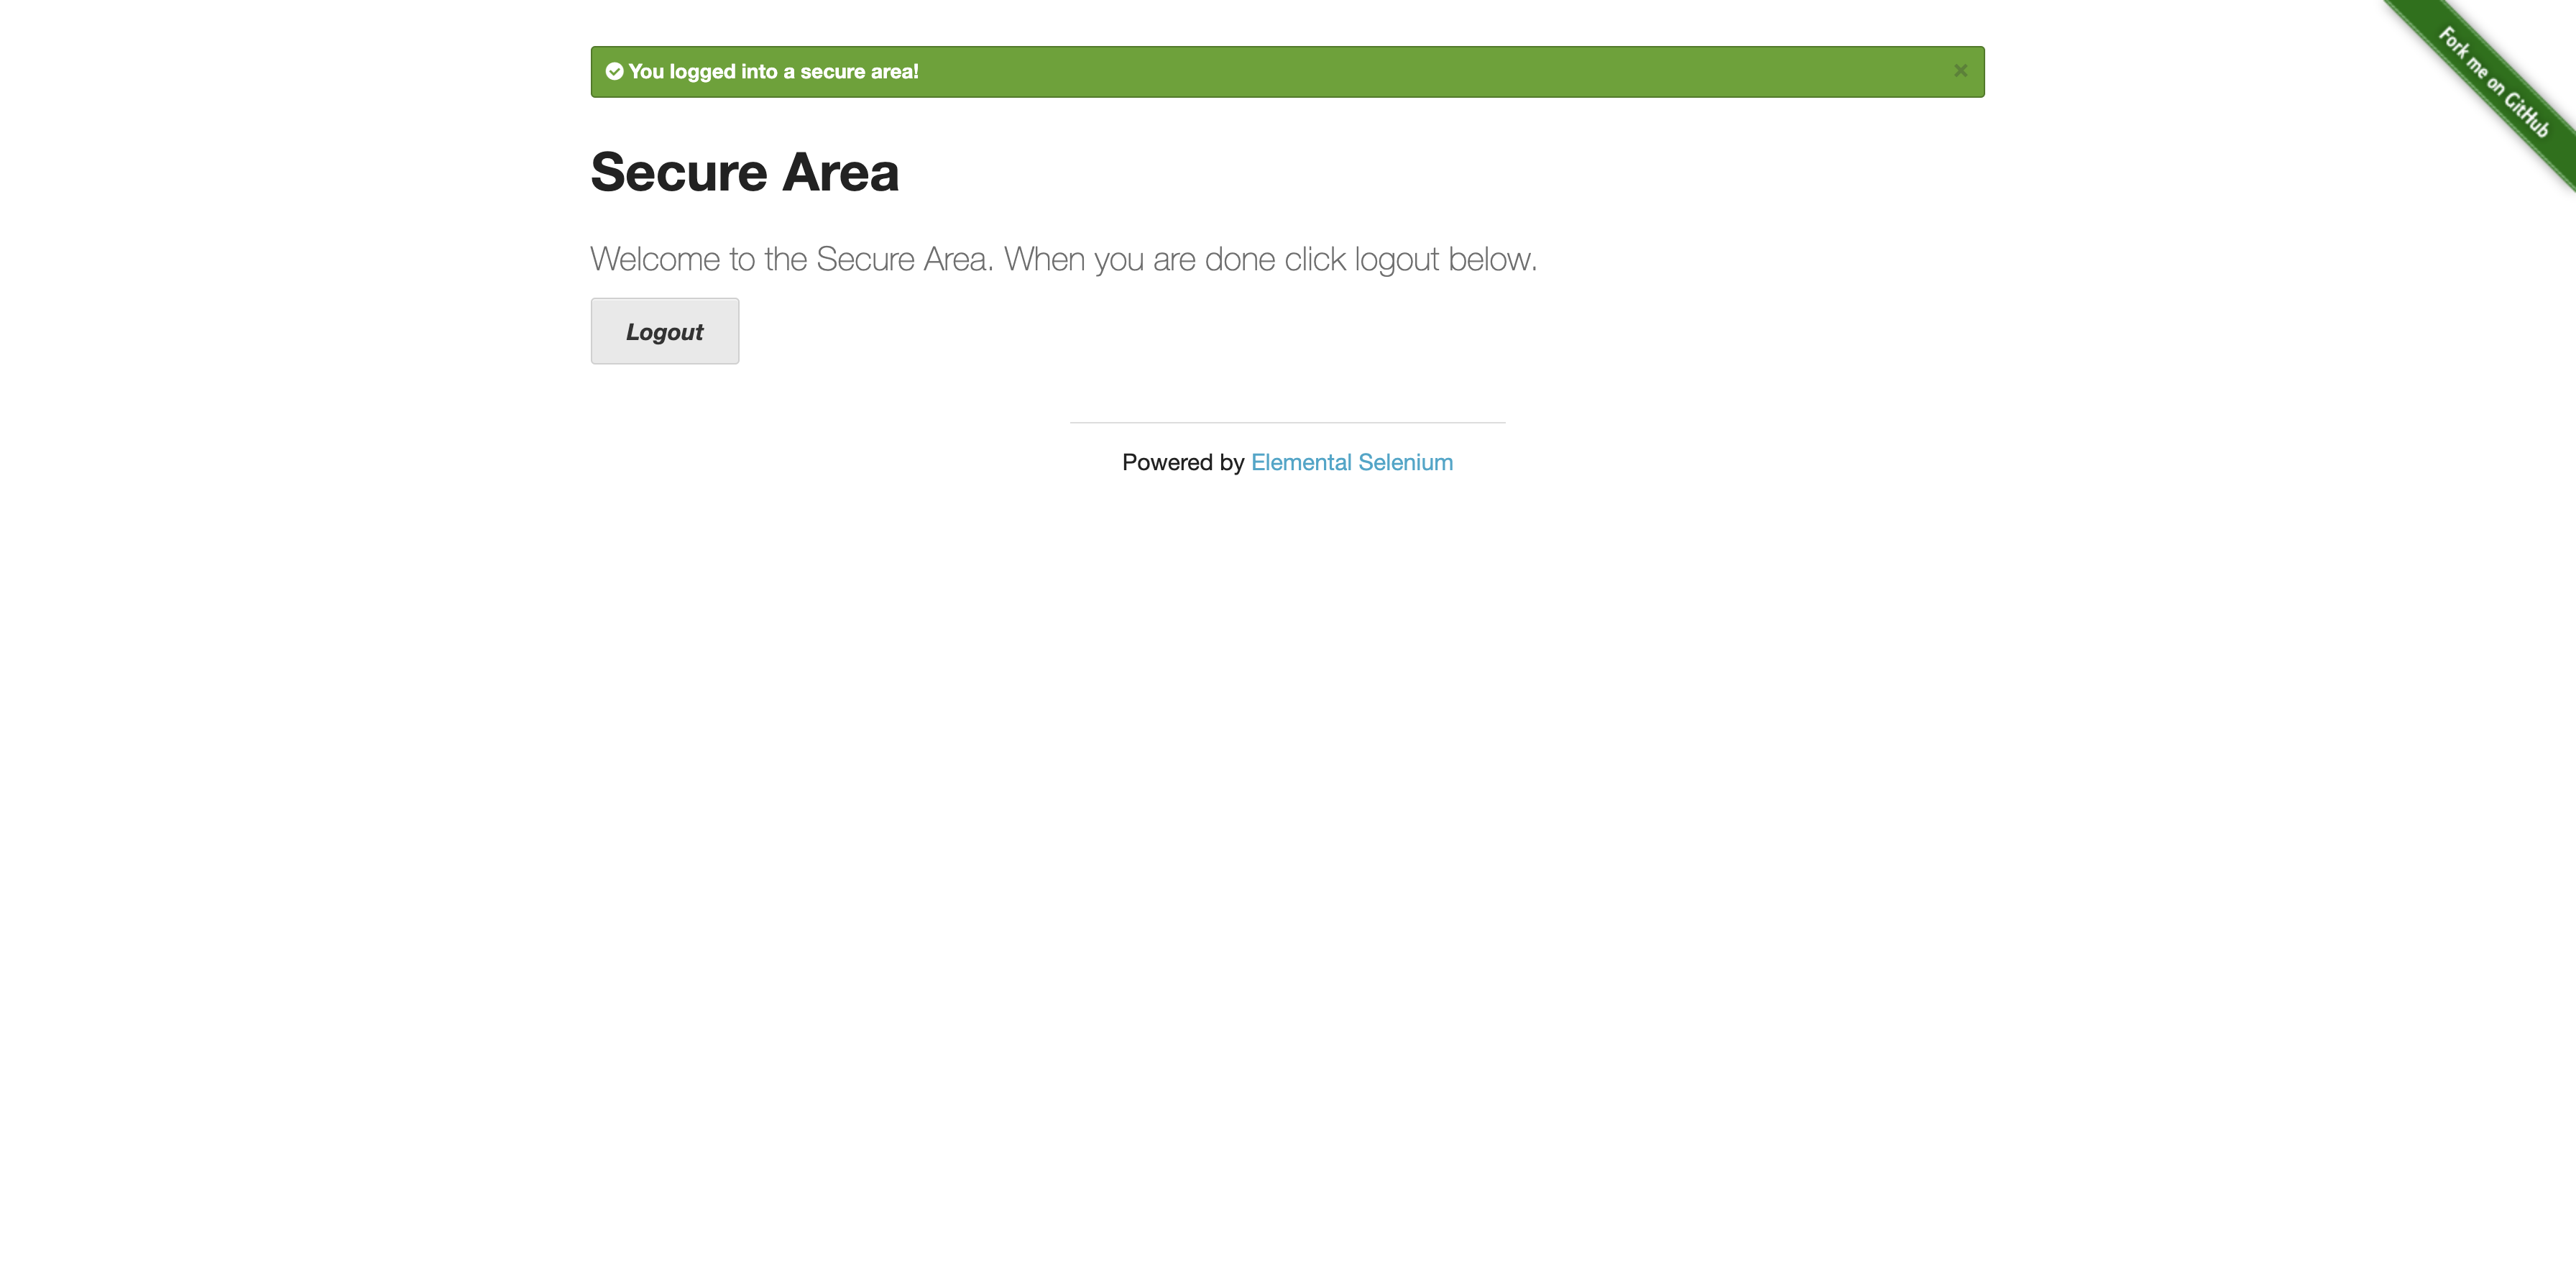 You logged into a secure area!
Fork me on GitHub
Secure Area
Welcome to the Secure Area. When you are done click logout below.
Logout
Powered by Elemental Selenium